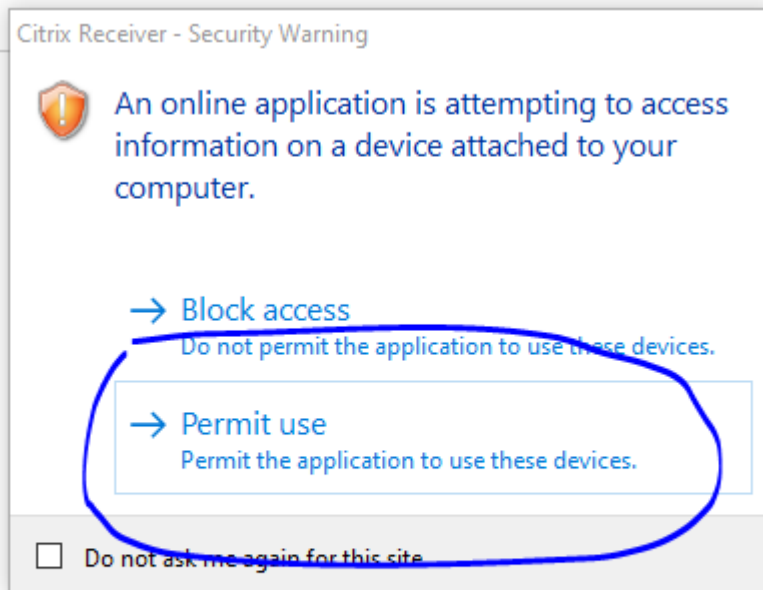 Citrix Receiver - Security Warning
An online application is attempting to access
information on a device attached to your
computer.
→ Block access
Do not permit the application to use these devices.
→ Permit use
Permit the application to use these devices.
Do not ask me again for this site